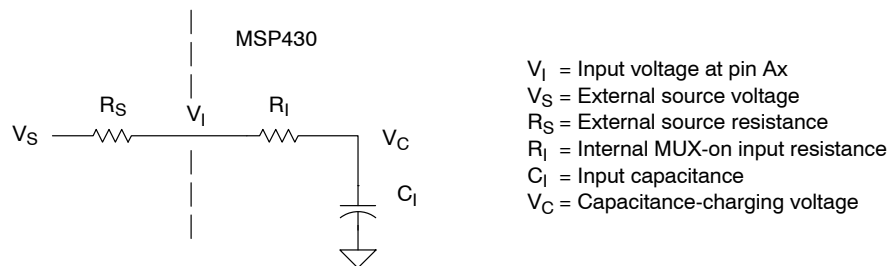 MSP430
R_S
V_I
R_I
V_S
V_C
C_I
V_I = Input voltage at pin Ax
V_S = External source voltage
R_S = External source resistance
R_I = Internal MUX-on input resistance
C_I = Input capacitance
V_C = Capacitance-charging voltage